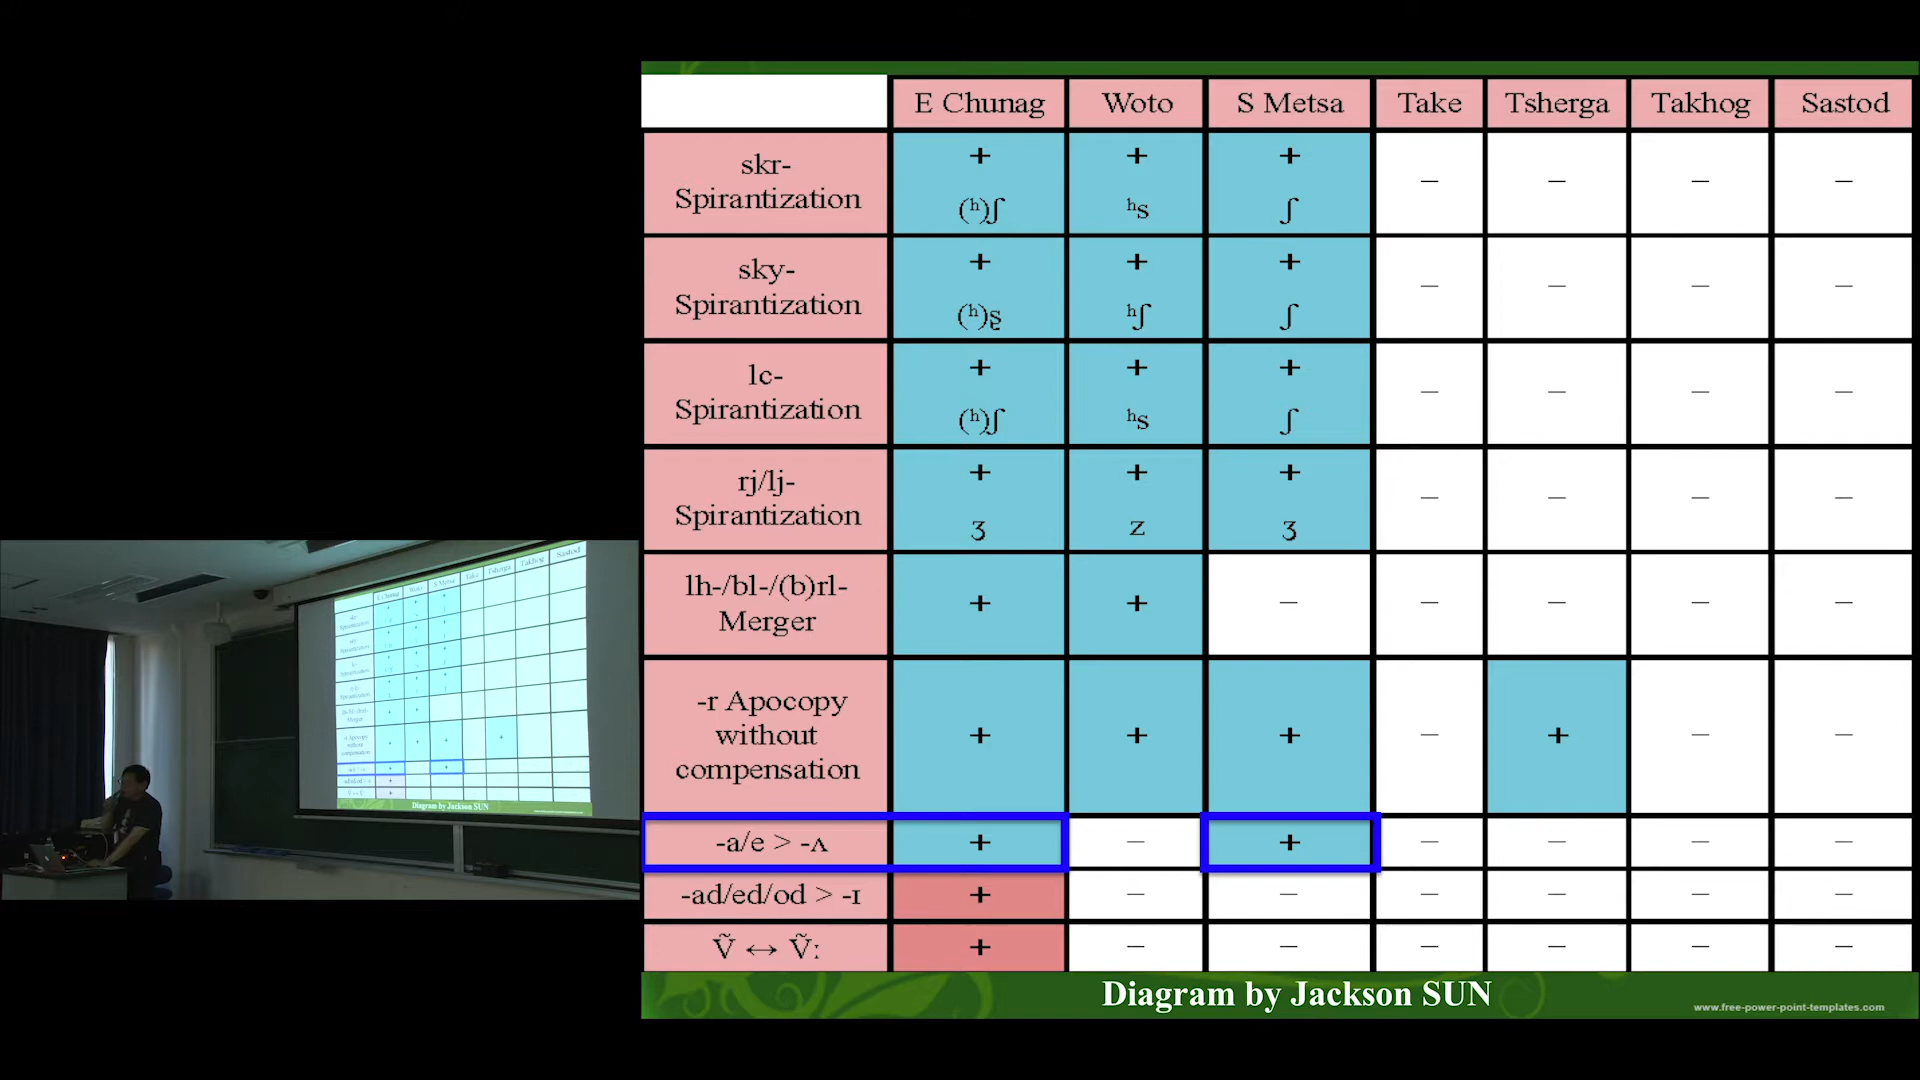 E Chunag Woto S Metsa Take Tsherga Takhog Sastod
skr- + + +
Spirantization – – – –
(ʰ)ʃ ʰs ʃ
sky- + + +
Spirantization – – – –
(ʰ)ʂ ʰʃ ʃ
lc- + + +
Spirantization – – – –
(ʰ)ʃ ʰs ʃ
rj/lj- + + +
Spirantization – – – –
ʒ z ʒ
lh-/bl-/(b)rl-
Merger + + – – – – –
-r Apocopy
without + + + – + – –
compensation
-a/e > -ʌ + – + – – – –
-ad/ed/od > -ɪ + – – – – – –
Ṽ ↔ Ṽː + – – – – – –
Diagram by Jackson SUN
www.free-power-point-templates.com